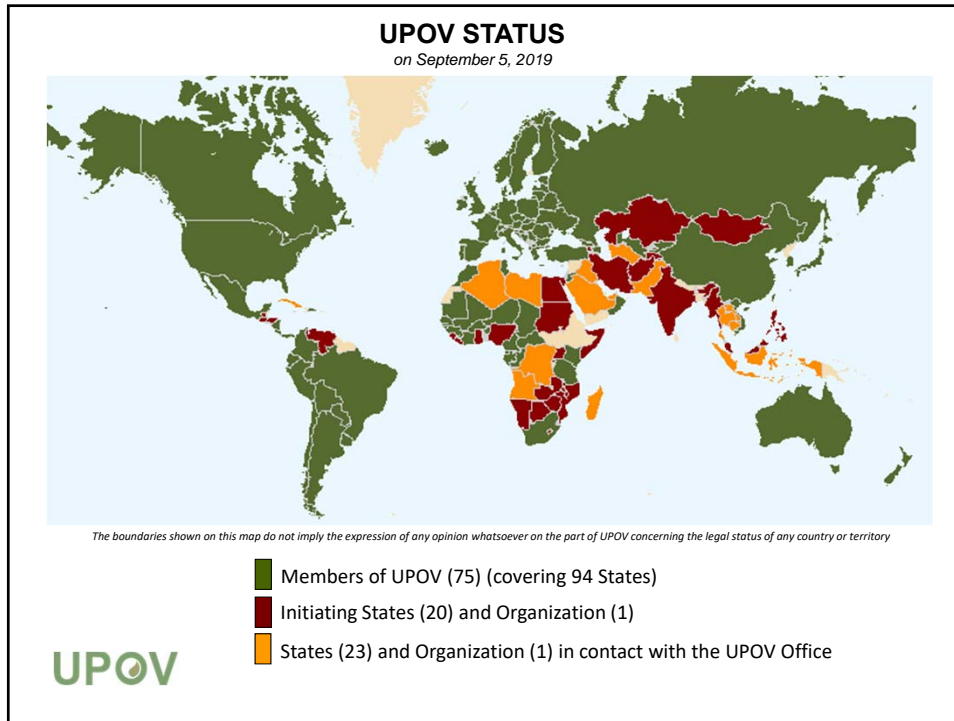 UPOV STATUS
on September 5, 2019
The boundaries shown on this map do not imply the expression of any opinion whatsoever on the part of UPOV concerning the legal status of any country or territory
Members of UPOV (75) (covering 94 States)
Initiating States (20) and Organization (1)
States (23) and Organization (1) in contact with the UPOV Office
UPOV